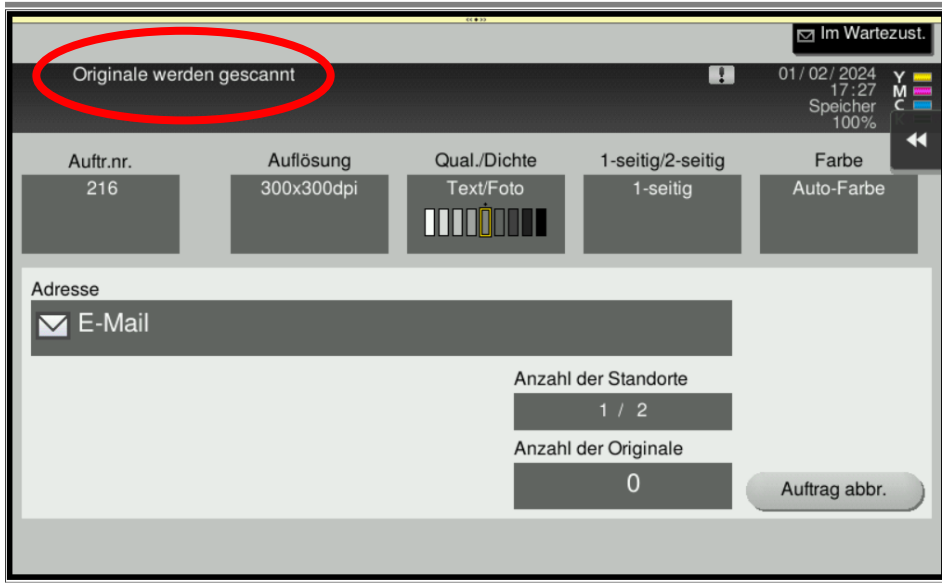 Im Wartezust.
Originale werden gescannt
01/02/2024
17:27
Speicher
100%
Y
M
C
K
Auftr.nr. Auflösung Qual./Dichte 1-seitig/2-seitig Farbe
216 300x300dpi Text/Foto 1-seitig Auto-Farbe
Adresse
E-Mail
Anzahl der Standorte
1 / 2
Anzahl der Originale
0
Auftrag abbr.